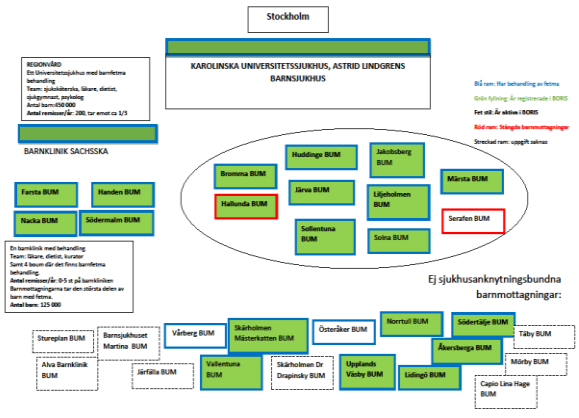 Stockholm
KAROLINSKA UNIVERSITETSSJUKHUS, ASTRID LINDGRENS
BARNSJUKHUS
REGIONVÅRD
Ett Universitetssjukhus med barnfetma
behandling
Team: sjuksköterska, läkare, dietist,
sjukgymnast, psykolog
Antal barn:450 000
Antal remisser/år: 200, tar emot ca 1/3
Blå ram: Har behandling av fetma
Grön fyllning: Är registrerade i BORIS
Fet stil: Är aktiva i BORIS
Röd ram: Stängda barnmottagningar
Streckad ram: uppgift saknas
BARNKLINIK SACHSSKA
Farsta BUM
Handen BUM
Nacka BUM
Södermalm BUM
Huddinge BUM
Jakobsberg
BUM
Bromma BUM
Järva BUM
Liljeholmen
BUM
Märsta BUM
Hallunda BUM
Serafen BUM
Sollentuna
BUM
Solna BUM
En barnklinik med behandling
Team: läkare, dietist, kurator
Samt 4 boum där det finns barnfetma
behandling.
Antal remisser/år: 0-5 st på barnkliniken
Barnmottagningarna tar den största delen av
barn med fetma.
Antal barn: 125 000
Ej sjukhusanknytningsbundna
barnmottagningar:
Stureplan BUM
Barnsjukhuset
Martina BUM
Vårberg BUM
Skärholmen
Mästerkatten BUM
Österåker BUM
Norrtull BUM
Södertälje BUM
Täby BUM
Alva Barnklinik
BUM
Järfälla BUM
Vallentuna
BUM
Skärholmen Dr
Drapinsky BUM
Upplands
Väsby BUM
Lidingö BUM
Åkersberga BUM
Mörby BUM
Capio Lina Hage
BUM